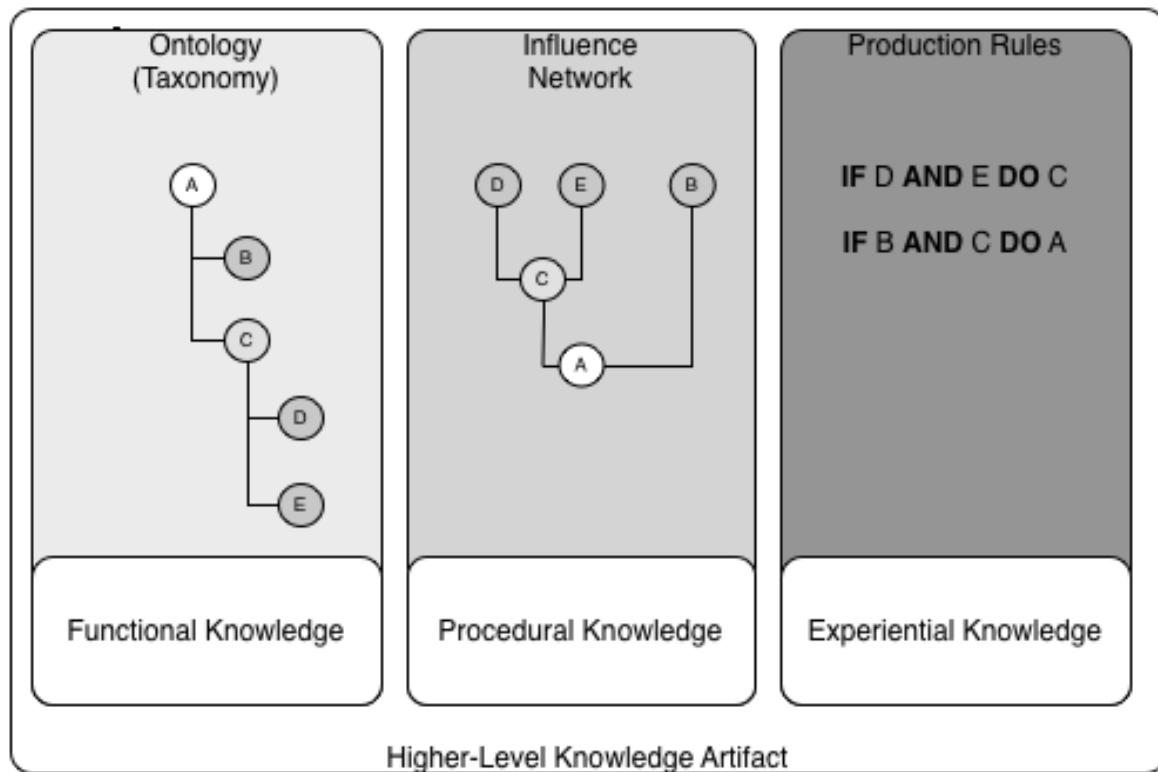 Ontology
(Taxonomy)
A
B
C
D
E
Functional Knowledge
Influence
Network
D
E
B
C
A
Procedural Knowledge
Production Rules
IF D AND E DO C
IF B AND C DO A
Experiential Knowledge
Higher-Level Knowledge Artifact